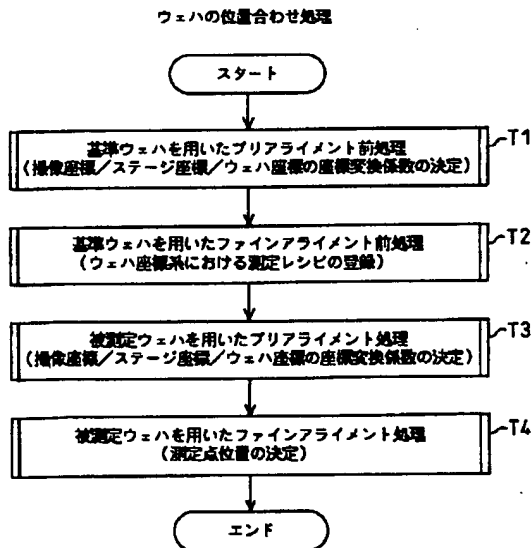 ウェハの位置合わせ処理
スタート
基準ウェハを用いたプリアライメント前処理
(撮像座標/ステージ座標/ウェハ座標の座標変換係数の決定)
T1
基準ウェハを用いたファインアライメント前処理
(ウェハ座標系における測定レシピの登録)
T2
被測定ウェハを用いたプリアライメント処理
(撮像座標/ステージ座標/ウェハ座標の座標変換係数の決定)
T3
被測定ウェハを用いたファインアライメント処理
(測定点位置の決定)
T4
エンド